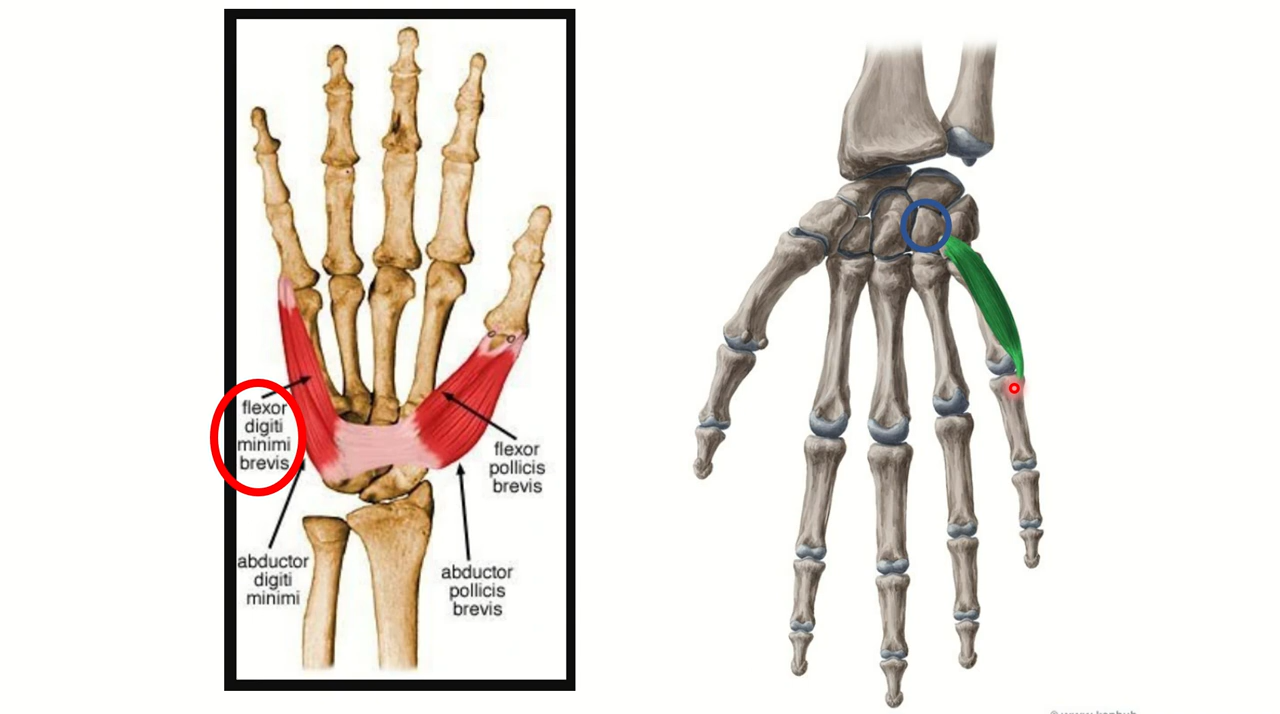 flexor
digiti
minimi
brevis
flexor
pollicis
brevis
abductor
digiti
minimi
abductor
pollicis
brevis